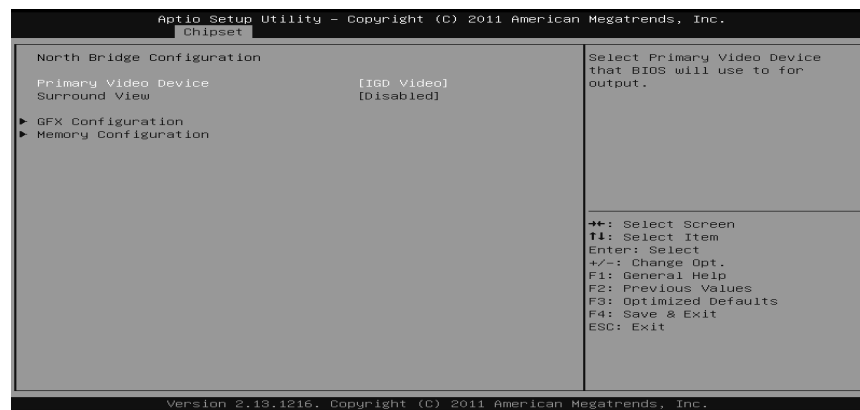 Aptio Setup Utility – Copyright (C) 2011 American Megatrends, Inc.
Chipset
North Bridge Configuration
Primary Video Device [IGD Video]
Surround View [Disabled]
► GFX Configuration
► Memory Configuration
Select Primary Video Device
that BIOS will use to for
output.
→←: Select Screen
↑↓: Select Item
Enter: Select
+/-: Change Opt.
F1: General Help
F2: Previous Values
F3: Optimized Defaults
F4: Save & Exit
ESC: Exit
Version 2.13.1216. Copyright (C) 2011 American Megatrends, Inc.